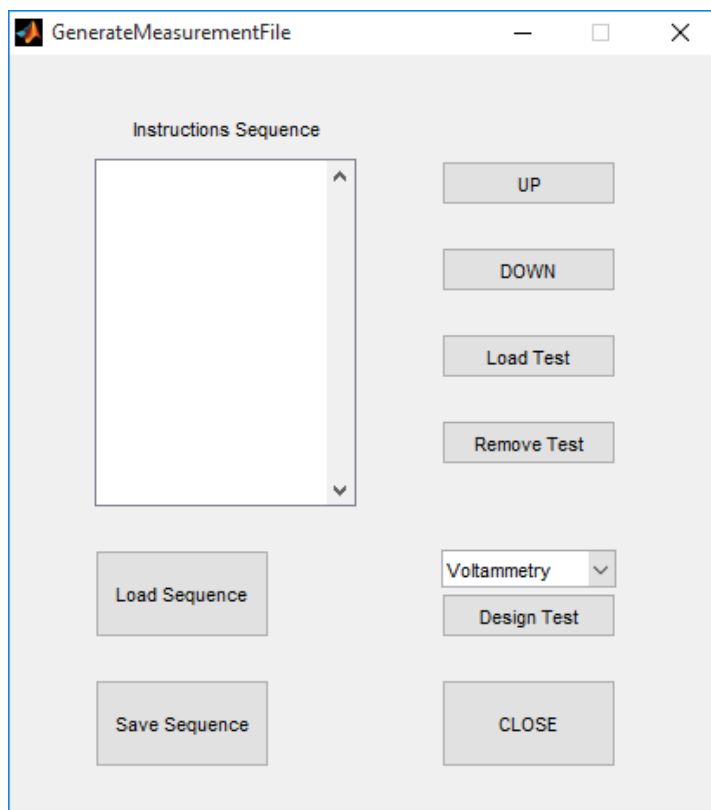 GenerateMeasurementFile
Instructions Sequence
UP
DOWN
Load Test
Remove Test
Load Sequence
Voltammetry
Design Test
Save Sequence
CLOSE